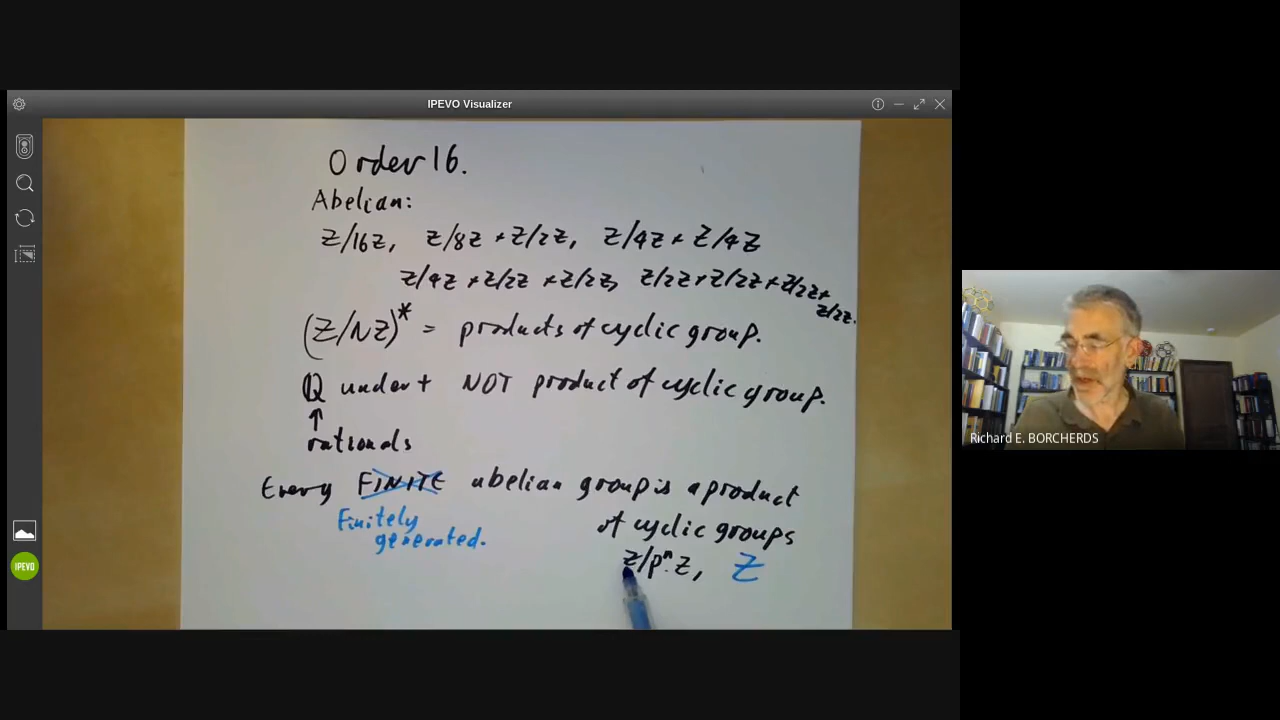 IPEVO Visualizer
Order 16.
Abelian:
Z/16Z, Z/8Z + Z/2Z, Z/4Z + Z/4Z
Z/4Z + Z/2Z + Z/2Z, Z/2Z + Z/2Z + Z/2Z +
Z/2Z.
(Z/NZ)* = products of cyclic group.
Q under + NOT product of cyclic group.
↑
rationals
Every FINITE abelian group is a product
Finitely
generated.
of cyclic groups
Z/pⁿZ, Z
IPEVO
Richard E. BORCHERDS